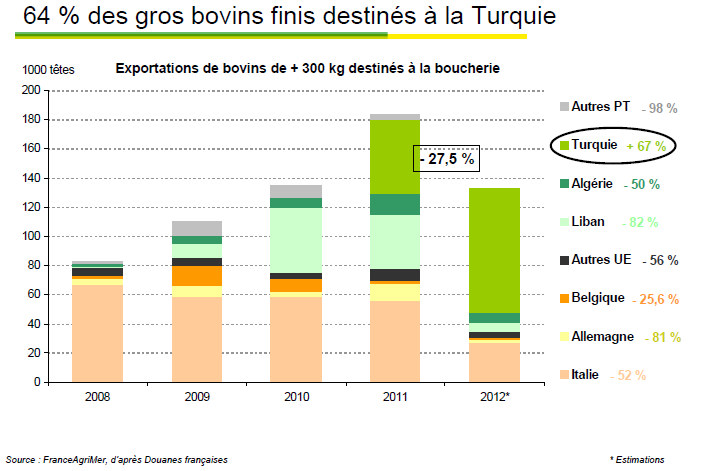 64 % des gros bovins finis destinés à la Turquie
1000 têtes
Exportations de bovins de + 300 kg destinés à la boucherie
200
180
160
140
120
100
80
60
40
20
0
2008
2009
2010
2011
2012*
- 27,5 %
Autres PT - 98 %
Turquie + 67 %
Algérie - 50 %
Liban - 82 %
Autres UE - 56 %
Belgique - 25,6 %
Allemagne - 81 %
Italie - 52 %
Source : FranceAgriMer, d'après Douanes françaises
* Estimations